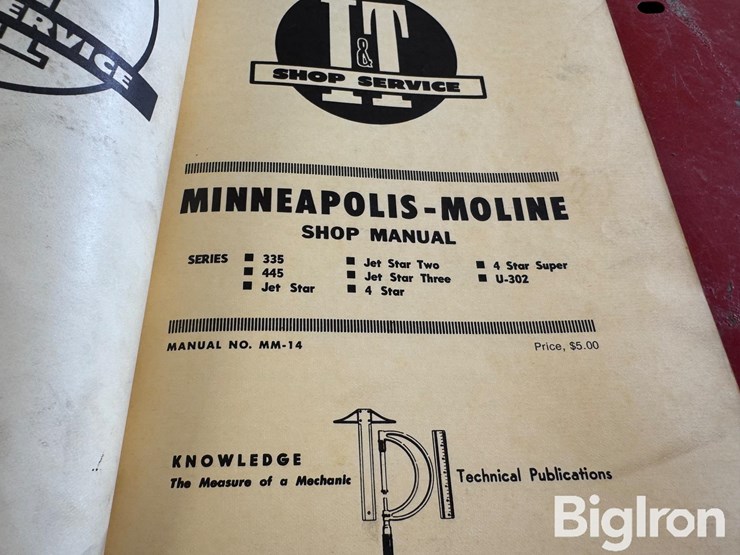 SERVICE
I&T
SHOP SERVICE
MINNEAPOLIS-MOLINE
SHOP MANUAL
SERIES ■ 335 ■ Jet Star Two ■ 4 Star Super
■ 445 ■ Jet Star Three ■ U-302
■ Jet Star ■ 4 Star
MANUAL NO. MM-14 Price, $5.00
KNOWLEDGE
The Measure of a Mechanic
Technical Publications
BigIron